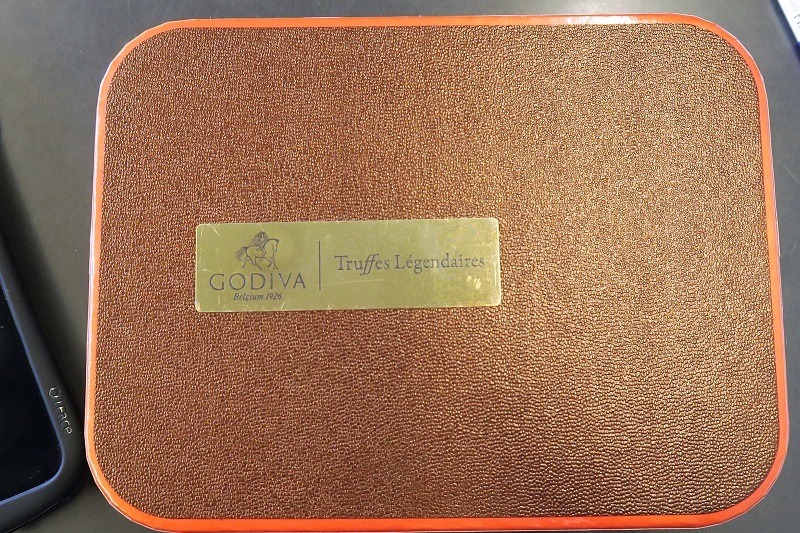 GODIVA
Belgium 1926
Truffes Légendaires